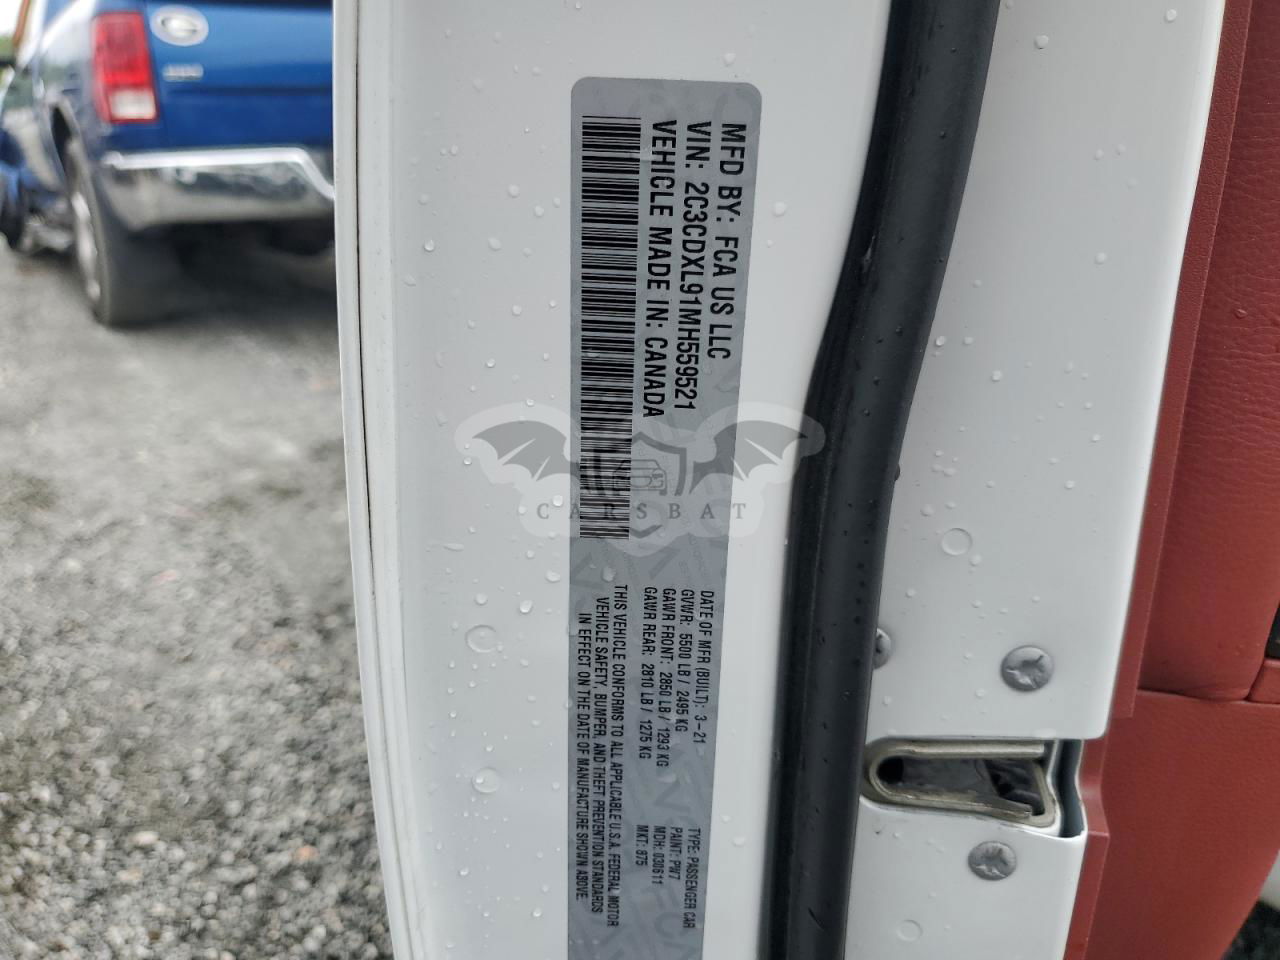 MFD BY: FCA US LLC
VIN: 2C3CDXL91MH559521
VEHICLE MADE IN: CANADA
DATE OF MFR (BUILT): 3-21
GVWR: 5500 LB / 2495 KG
GAWR FRONT: 2850 LB / 1293 KG
GAWR REAR: 2810 LB / 1275 KG
TYPE: PASSENGER CAR
PAINT: PW7
MDH: 030611
MKT: 875
THIS VEHICLE CONFORMS TO ALL APPLICABLE U.S.A. FEDERAL MOTOR
VEHICLE SAFETY, BUMPER, AND THEFT PREVENTION STANDARDS
IN EFFECT ON THE DATE OF MANUFACTURE SHOWN ABOVE.
CARSBAT